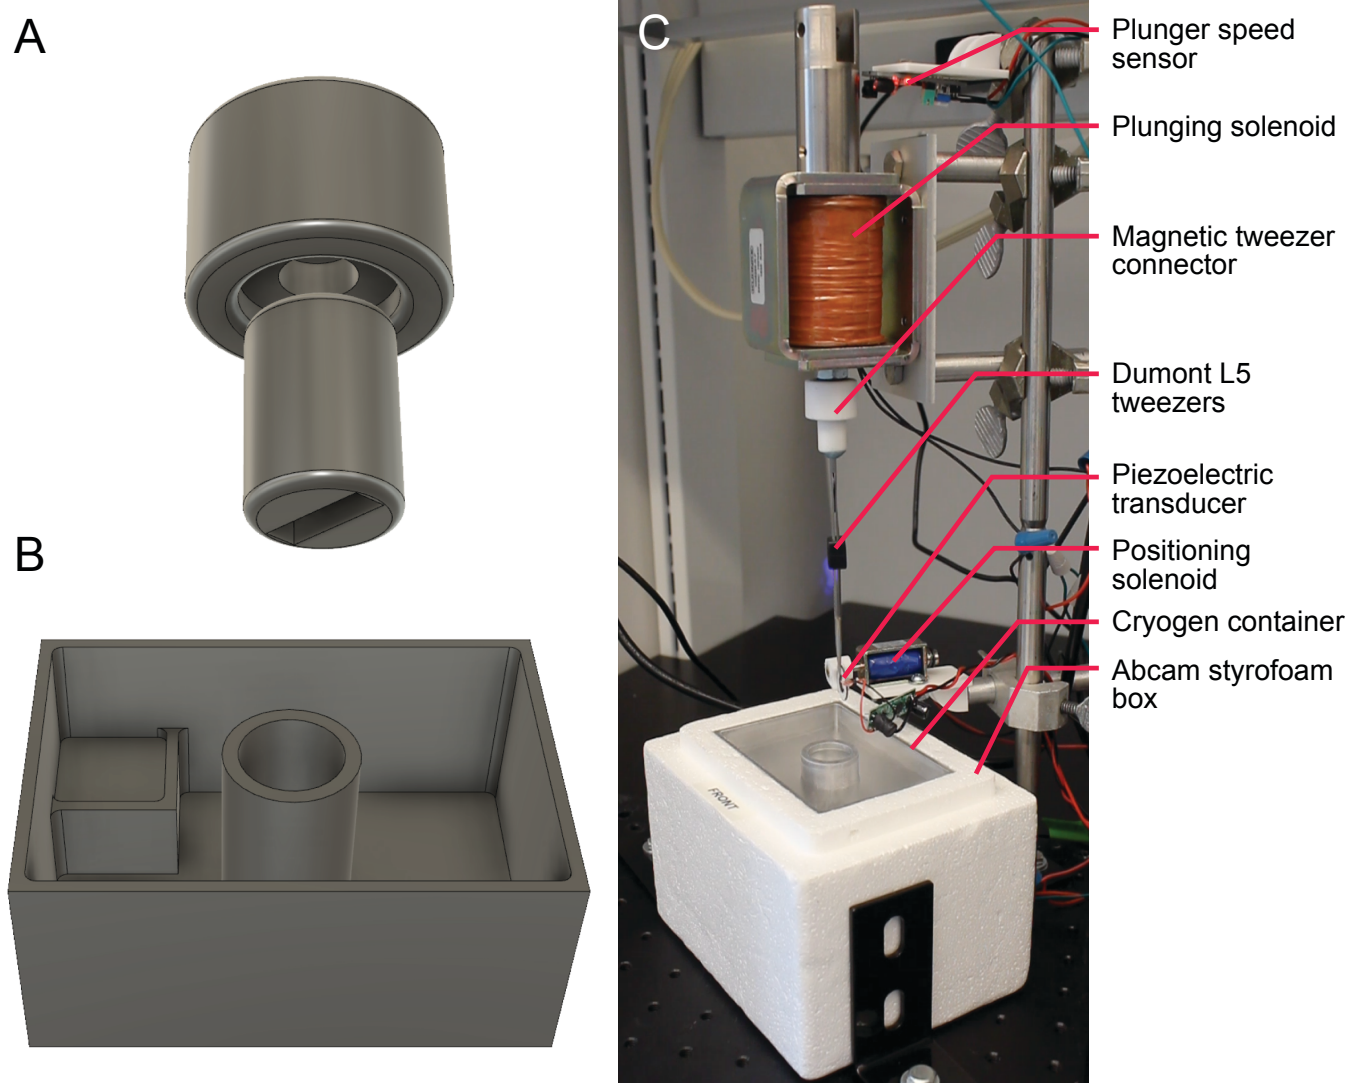 A
B
C
Plunger speed
sensor
Plunging solenoid
Magnetic tweezer
connector
Dumont L5
tweezers
Piezoelectric
transducer
Positioning
solenoid
Cryogen container
Abcam styrofoam
box
FRONT